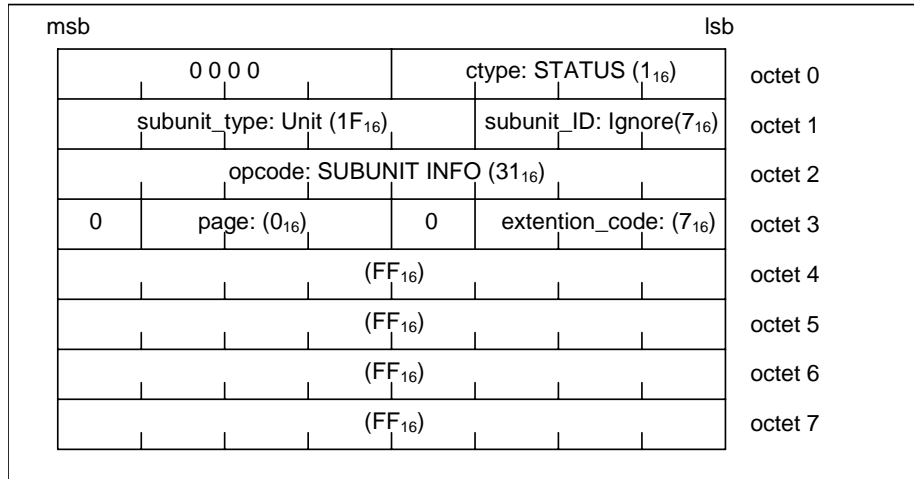 msb lsb
0 0 0 0 ctype: STATUS (1₁₆) octet 0
subunit_type: Unit (1F₁₆) subunit_ID: Ignore(7₁₆) octet 1
opcode: SUBUNIT INFO (31₁₆) octet 2
0 page: (0₁₆) 0 extention_code: (7₁₆) octet 3
(FF₁₆) octet 4
(FF₁₆) octet 5
(FF₁₆) octet 6
(FF₁₆) octet 7